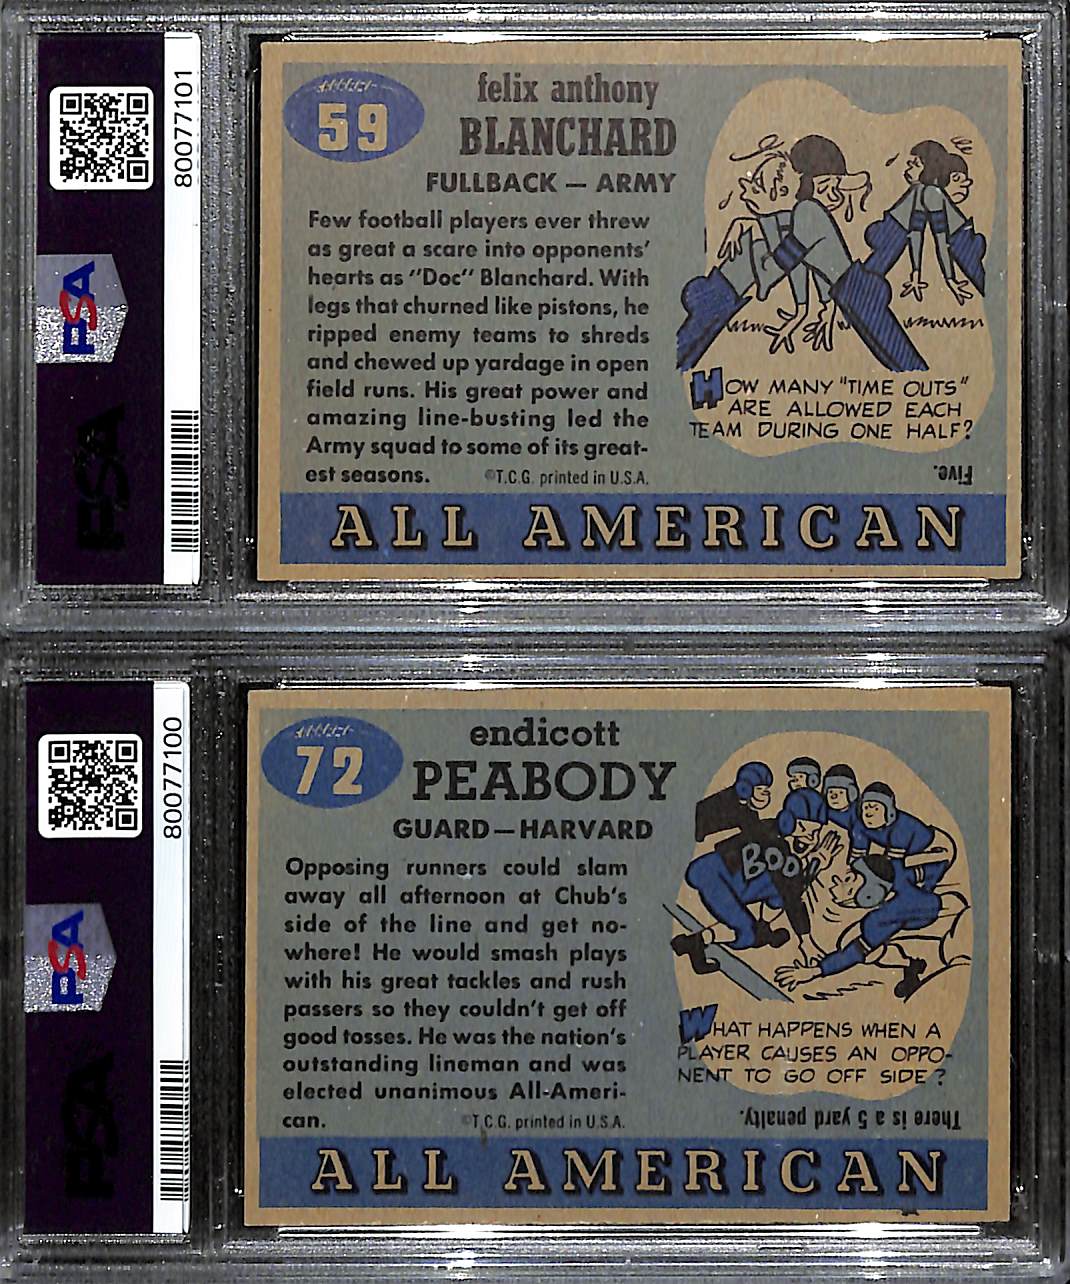 80077101
PSA
PSA
59
felix anthony
BLANCHARD
FULLBACK — ARMY
Few football players ever threw
as great a scare into opponents'
hearts as "Doc" Blanchard. With
legs that churned like pistons, he
ripped enemy teams to shreds
and chewed up yardage in open
field runs. His great power and
amazing line-busting led the
Army squad to some of its great-
est seasons.
©T.C.G. printed in U.S.A.
HOW MANY "TIME OUTS"
ARE ALLOWED EACH
TEAM DURING ONE HALF?
Five.
ALL AMERICAN
80077100
PSA
PSA
72
endicott
PEABODY
GUARD — HARVARD
Opposing runners could slam
away all afternoon at Chub's
side of the line and get no-
where! He would smash plays
with his great tackles and rush
passers so they couldn't get off
good tosses. He was the nation's
outstanding lineman and was
elected unanimous All-Ameri-
can.
©T.C.G. printed in U.S.A.
BOO
WHAT HAPPENS WHEN A
PLAYER CAUSES AN OPPO-
NENT TO GO OFF SIDE?
There is a 5 yard penalty.
ALL AMERICAN